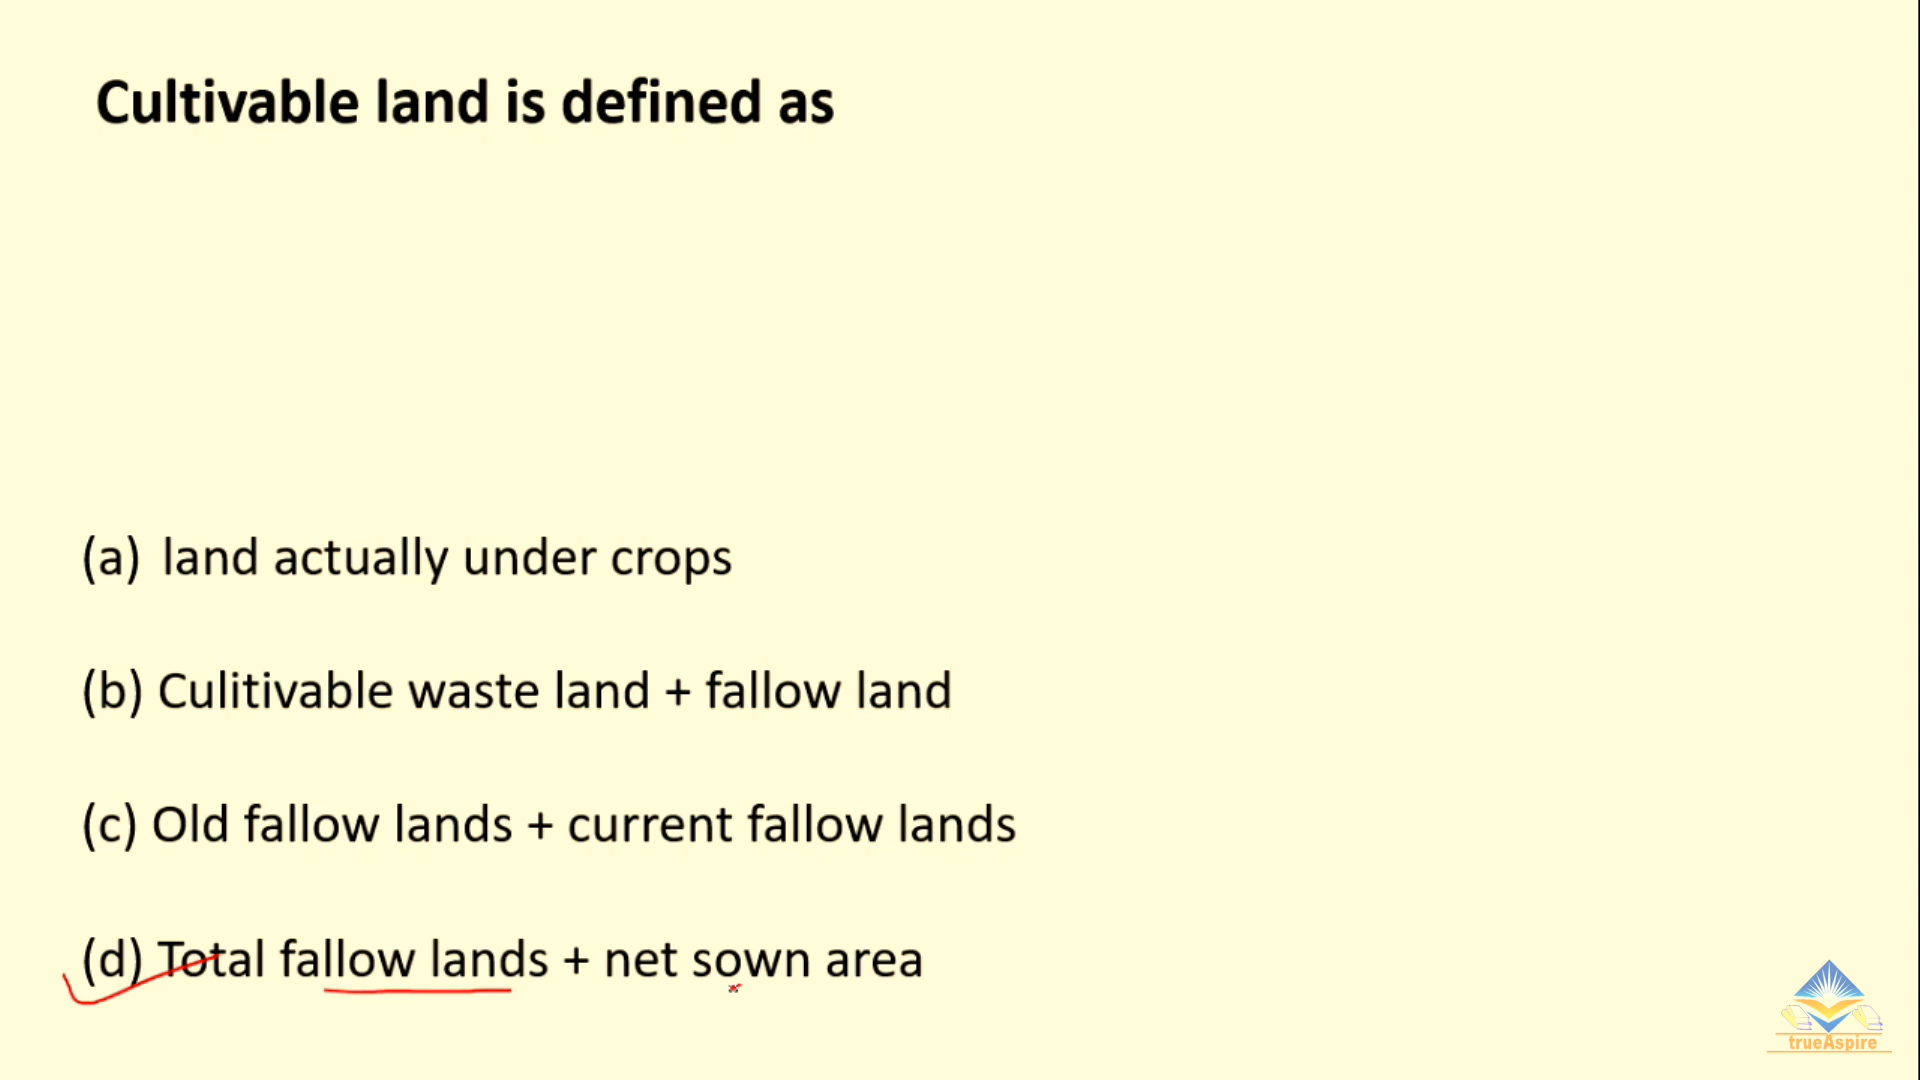 Cultivable land is defined as
(a) land actually under crops
(b) Culitivable waste land + fallow land
(c) Old fallow lands + current fallow lands
(d) Total fallow lands + net sown area
trueAspire